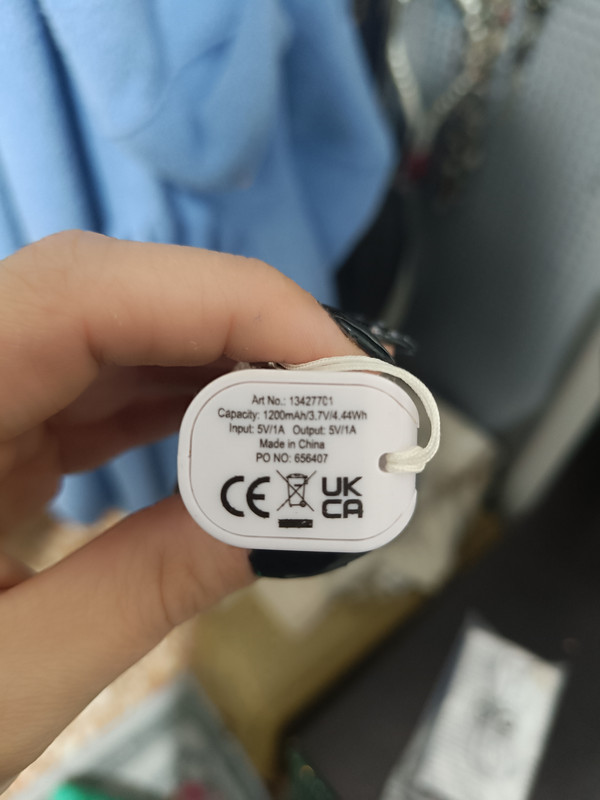 Art No.: 13427701
Capacity: 1200mAh/3.7V/4.44Wh
Input: 5V/1A Output: 5V/1A
Made in China
PO NO: 656407
CE UK
CA